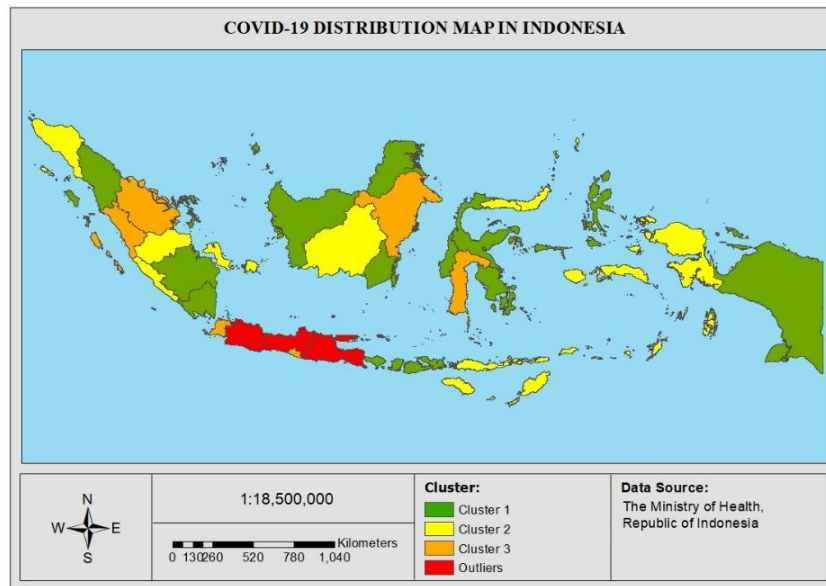 COVID-19 DISTRIBUTION MAP IN INDONESIA
N
W E
S
1:18,500,000
Kilometers
0 130 260 520 780 1,040
Cluster:
Cluster 1
Cluster 2
Cluster 3
Outliers
Data Source:
The Ministry of Health,
Republic of Indonesia